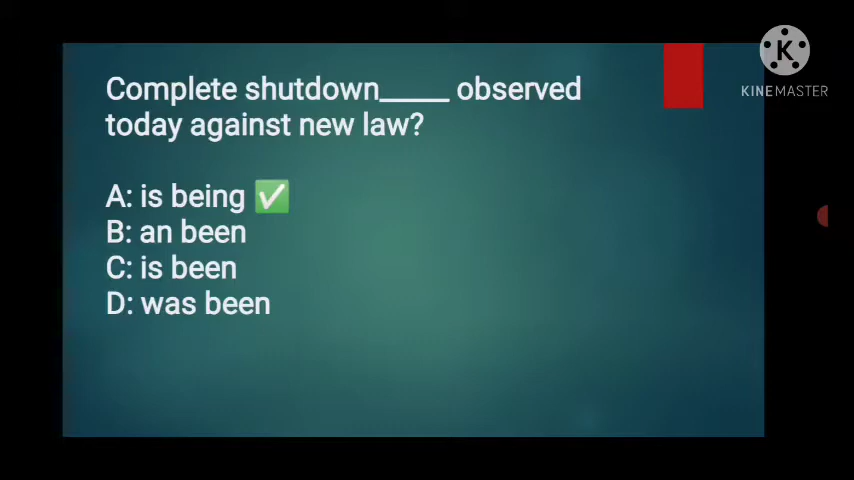 Complete shutdown_____ observed
today against new law?
A: is being ✅
B: an been
C: is been
D: was been
K
KINEMASTER